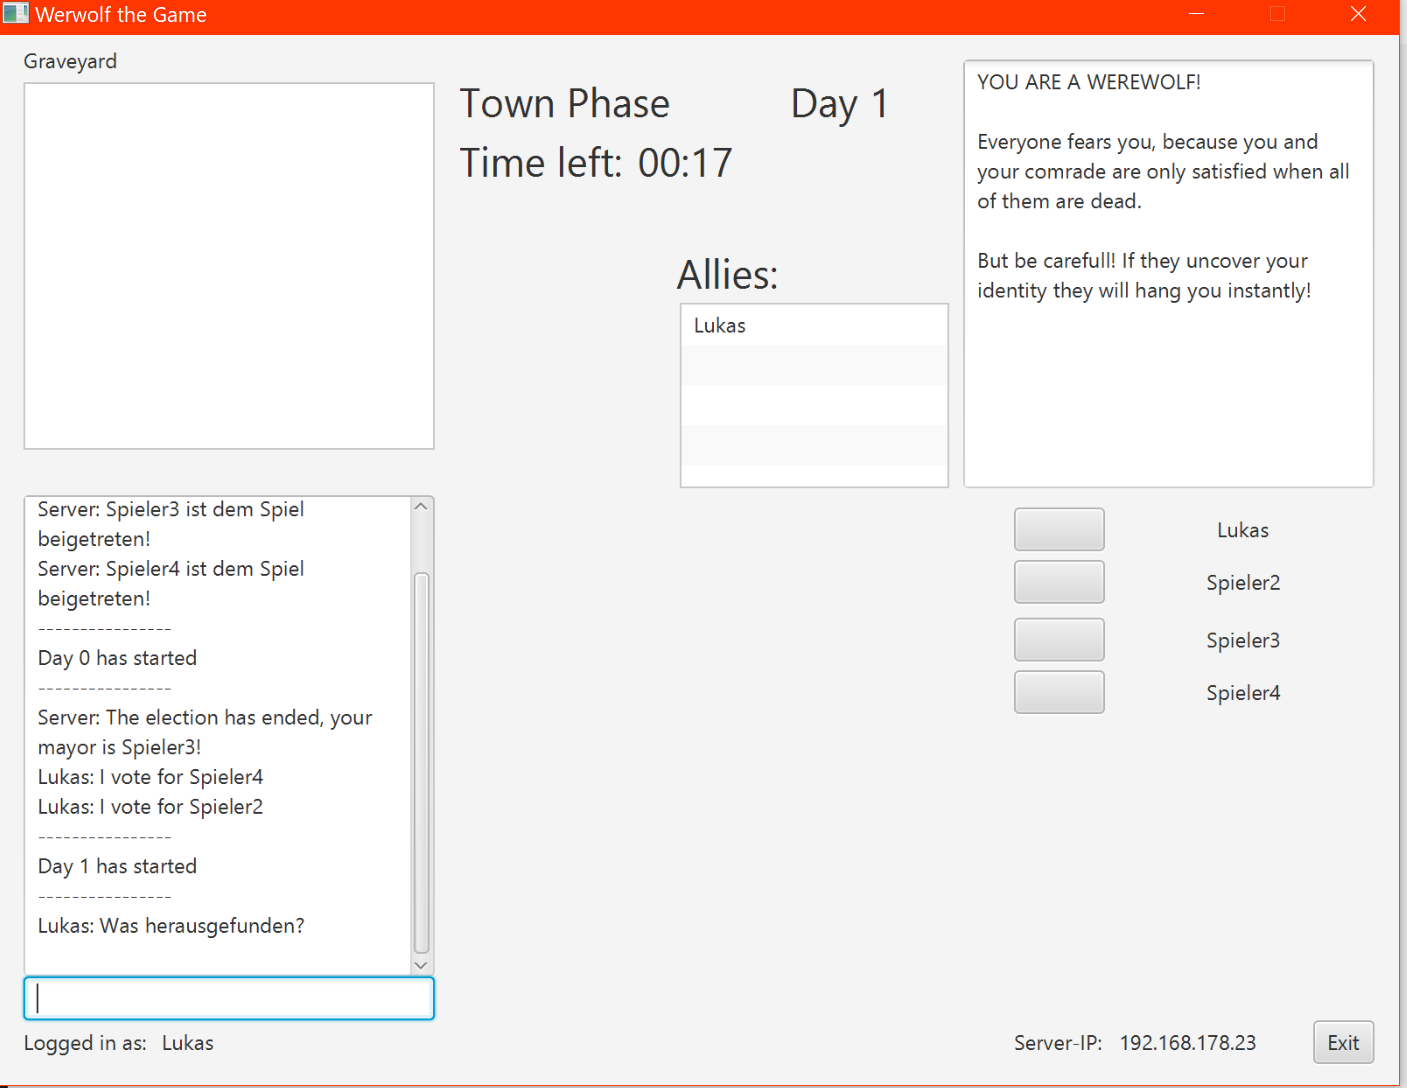 Werwolf the Game
Graveyard
Town Phase
Day 1
Time left: 00:17
Allies:
Lukas
YOU ARE A WEREWOLF!
Everyone fears you, because you and
your comrade are only satisfied when all
of them are dead.
But be carefull! If they uncover your
identity they will hang you instantly!
Server: Spieler3 ist dem Spiel
beigetreten!
Server: Spieler4 ist dem Spiel
beigetreten!
----------------
Day 0 has started
----------------
Server: The election has ended, your
mayor is Spieler3!
Lukas: I vote for Spieler4
Lukas: I vote for Spieler2
----------------
Day 1 has started
----------------
Lukas: Was herausgefunden?
Lukas
Spieler2
Spieler3
Spieler4
Logged in as: Lukas
Server-IP: 192.168.178.23
Exit